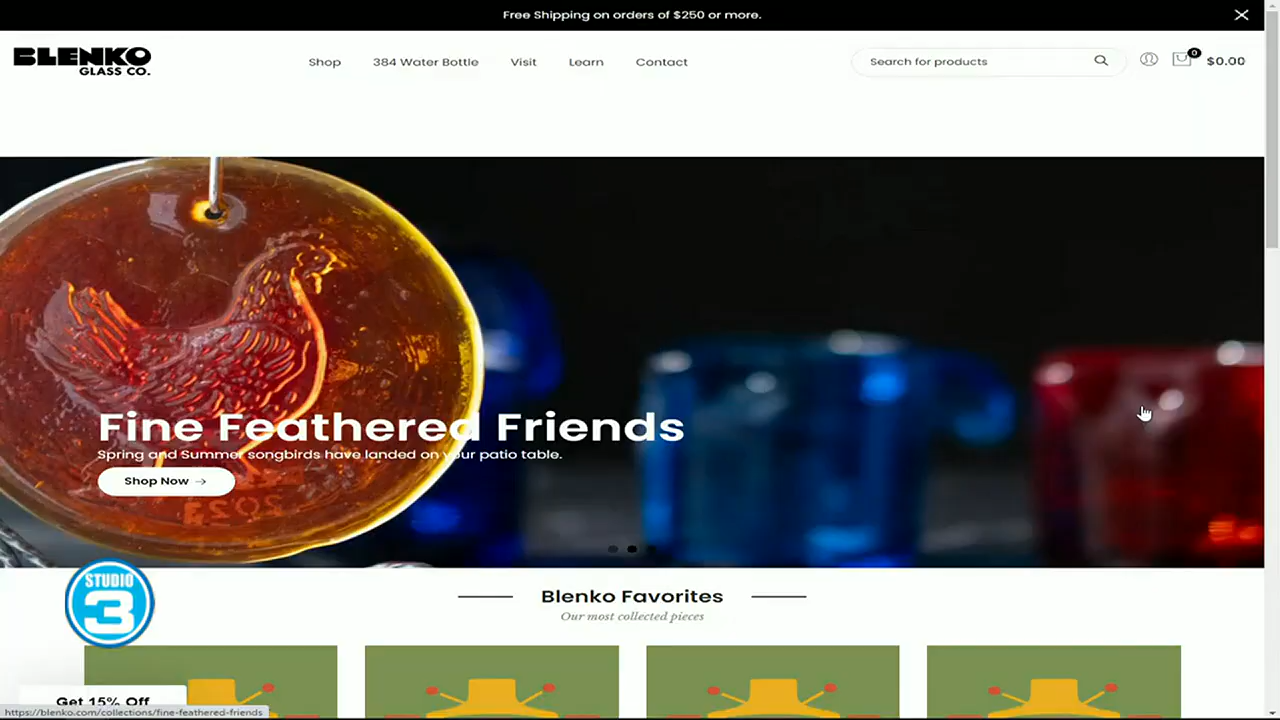 Free Shipping on orders of $250 or more.
BLENKO
GLASS CO.
Shop
384 Water Bottle
Visit
Learn
Contact
Search for products
0
$0.00
Fine Feathered Friends
Spring and Summer songbirds have landed on your patio table.
Shop Now
2023
STUDIO
3
Blenko Favorites
Our most collected pieces
Get 15% Off
https://blenko.com/collections/fine-feathered-friends